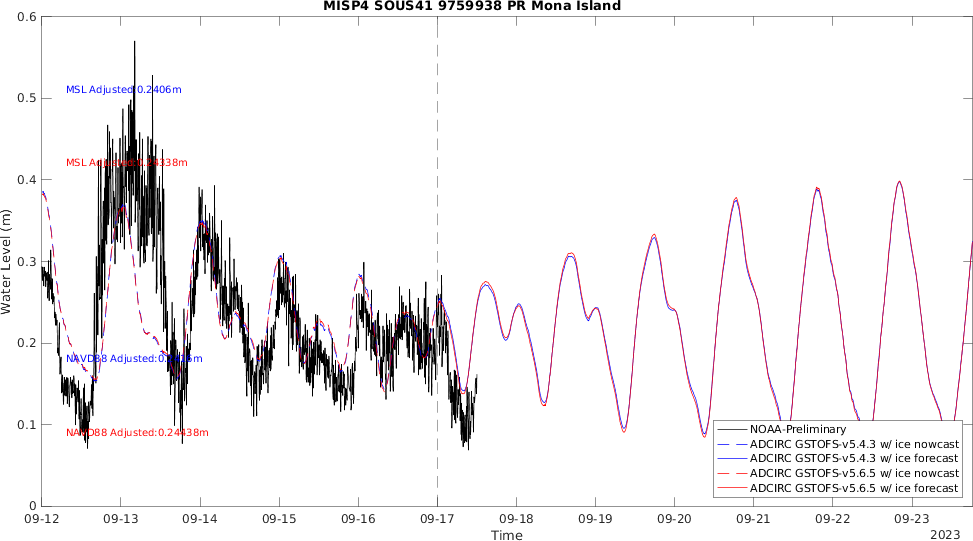 MISP4 SOUS41 9759938 PR Mona Island
Water Level (m)
0.6
0.5
0.4
0.3
0.2
0.1
0
MSL Adjusted:0.2406m
MSL Adjusted:0.24338m
NAVD88 Adjusted:
NAVD88 Adjusted:0.24438m
NOAA-Preliminary
ADCIRC GSTOFS-v5.4.3 w/ ice nowcast
ADCIRC GSTOFS-v5.4.3 w/ ice forecast
ADCIRC GSTOFS-v5.6.5 w/ ice nowcast
ADCIRC GSTOFS-v5.6.5 w/ ice forecast
09-12 09-13 09-14 09-15 09-16 09-17 09-18 09-19 09-20 09-21 09-22 09-23
Time
2023